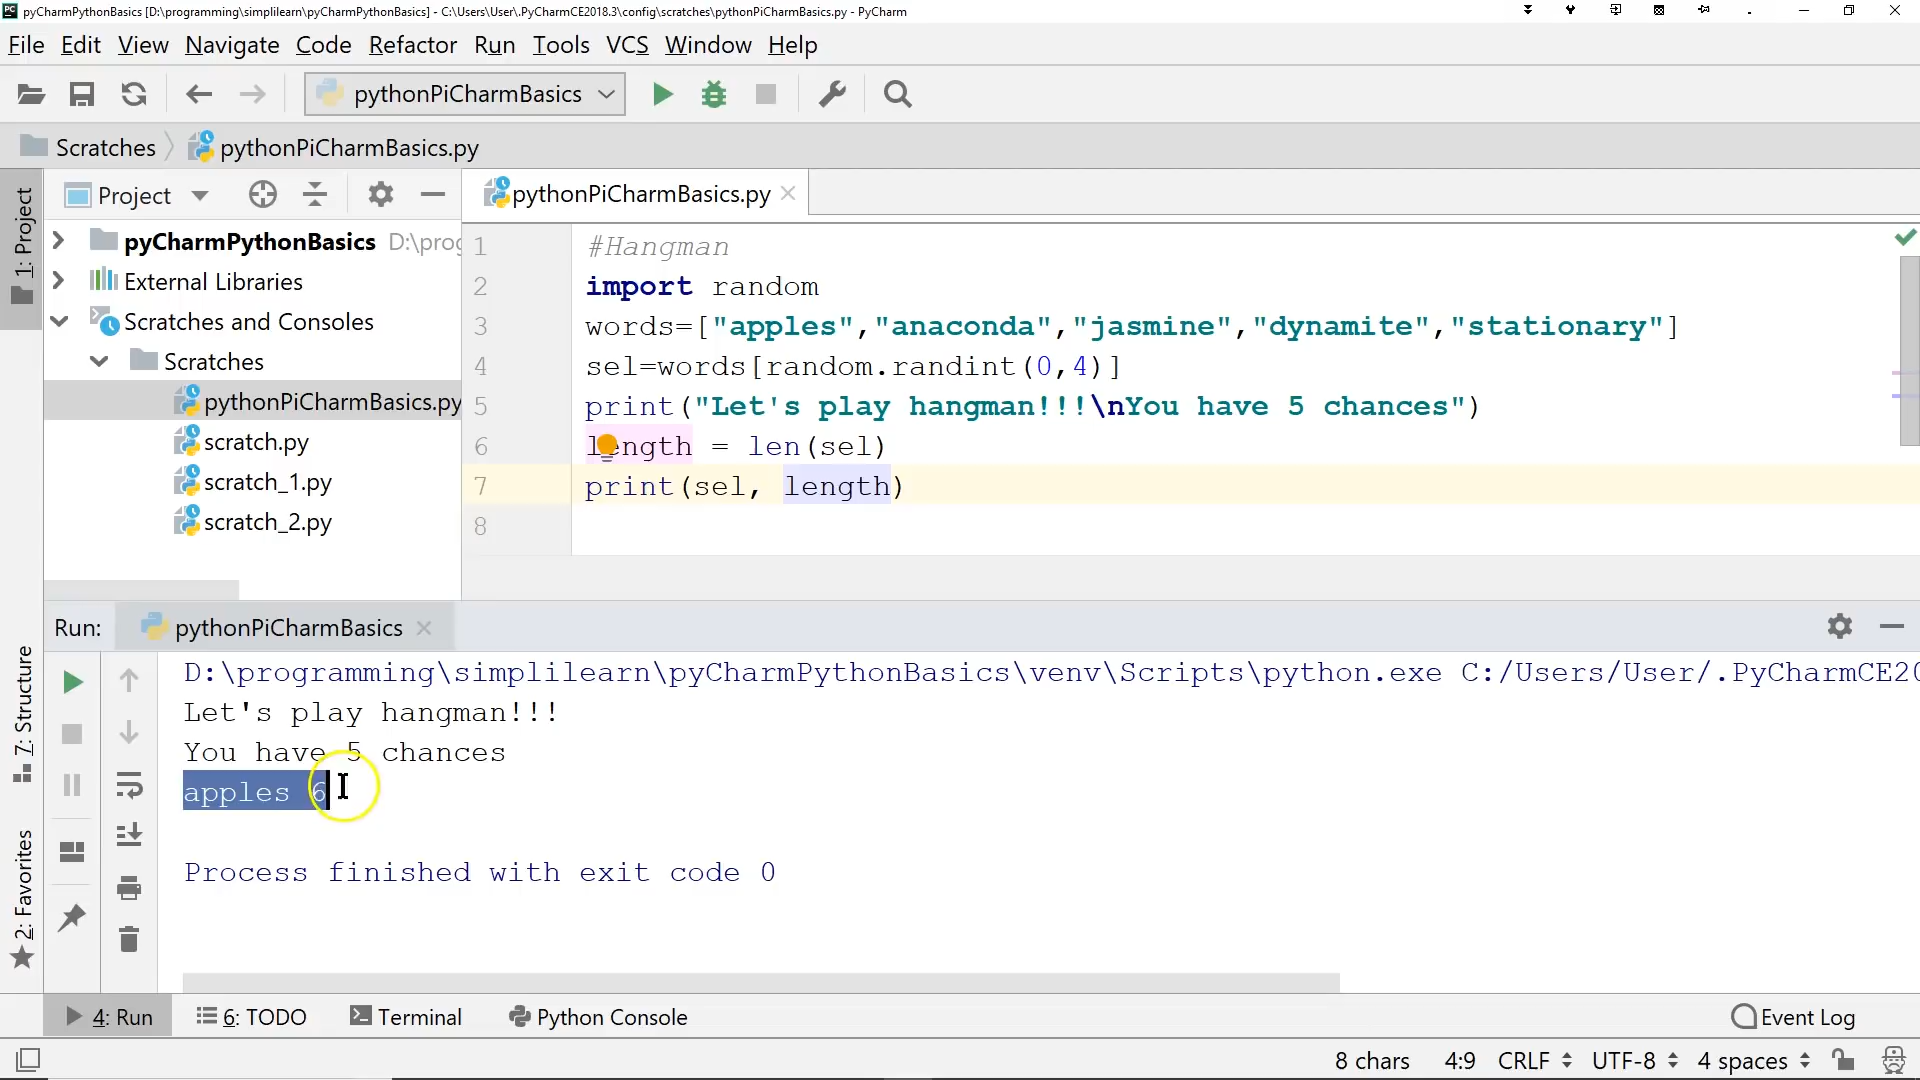 pyCharmPythonBasics [D:\programming\simplilearn\pyCharmPythonBasics] - C:\Users\User\.PyCharmCE2018.3\config\scratches\pythonPiCharmBasics.py - PyCharm
File Edit View Navigate Code Refactor Run Tools VCS Window Help
pythonPiCharmBasics
Scratches pythonPiCharmBasics.py
1: Project
Project
pyCharmPythonBasics D:\prog
External Libraries
Scratches and Consoles
Scratches
pythonPiCharmBasics.py
scratch.py
scratch_1.py
scratch_2.py
pythonPiCharmBasics.py
1 #Hangman
2 import random
3 words=["apples","anaconda","jasmine","dynamite","stationary"]
4 sel=words[random.randint(0,4)]
5 print("Let's play hangman!!!\nYou have 5 chances")
6 length = len(sel)
7 print(sel, length)
8
Run: pythonPiCharmBasics
7: Structure
2: Favorites
D:\programming\simplilearn\pyCharmPythonBasics\venv\Scripts\python.exe C:/Users/User/.PyCharmCE20
Let's play hangman!!!
You have 5 chances
apples 6
Process finished with exit code 0
4: Run 6: TODO Terminal Python Console Event Log
8 chars 4:9 CRLF UTF-8 4 spaces